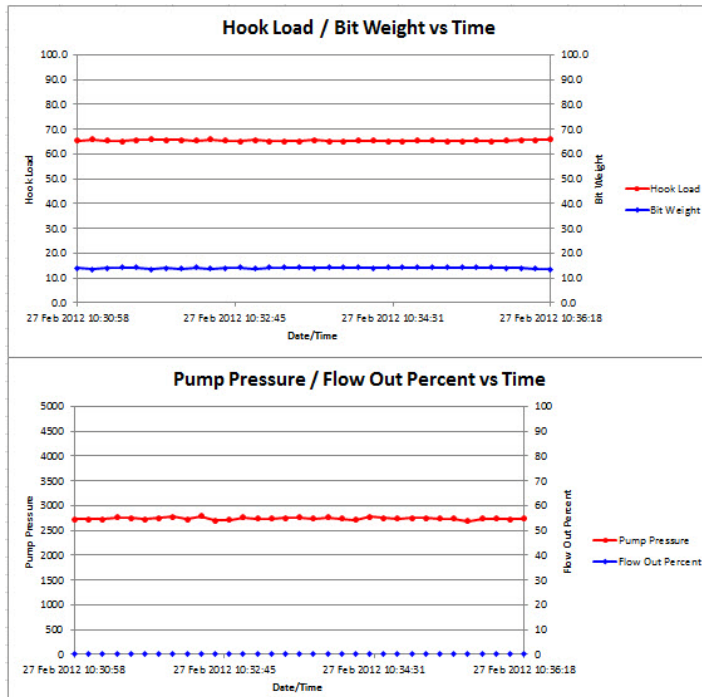 Hook Load / Bit Weight vs Time
100.0 100.0
90.0 90.0
80.0 80.0
70.0 70.0
60.0 60.0
50.0 50.0
40.0 40.0
30.0 30.0
20.0 20.0
10.0 10.0
0.0 0.0
Hook Load
Bit Weight
Hook Load
Bit Weight
27 Feb 2012 10:30:58 27 Feb 2012 10:32:45 27 Feb 2012 10:34:31 27 Feb 2012 10:36:18
Date/Time
Pump Pressure / Flow Out Percent vs Time
5000 100
4500 90
4000 80
3500 70
3000 60
2500 50
2000 40
1500 30
1000 20
500 10
0 0
Pump Pressure
Flow Out Percent
Pump Pressure
Flow Out Percent
27 Feb 2012 10:30:58 27 Feb 2012 10:32:45 27 Feb 2012 10:34:31 27 Feb 2012 10:36:18
Date/Time